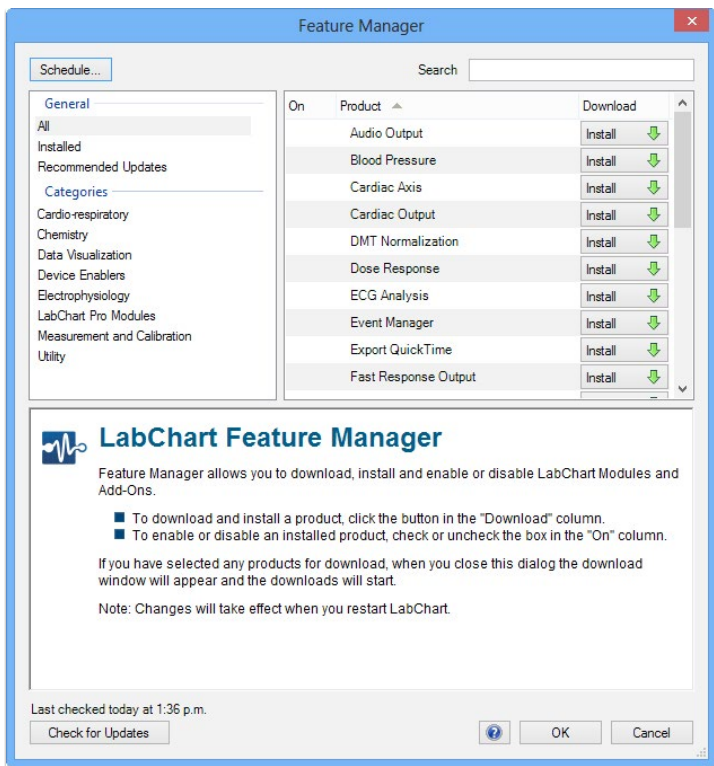 Feature Manager
Schedule...
Search
General
All
Installed
Recommended Updates
Categories
Cardio-respiratory
Chemistry
Data Visualization
Device Enablers
Electrophysiology
LabChart Pro Modules
Measurement and Calibration
Utility
On Product Download
Audio Output Install
Blood Pressure Install
Cardiac Axis Install
Cardiac Output Install
DMT Normalization Install
Dose Response Install
ECG Analysis Install
Event Manager Install
Export QuickTime Install
Fast Response Output Install
LabChart Feature Manager
Feature Manager allows you to download, install and enable or disable LabChart Modules and
Add-Ons.
To download and install a product, click the button in the "Download" column.
To enable or disable an installed product, check or uncheck the box in the "On" column.
If you have selected any products for download, when you close this dialog the download
window will appear and the downloads will start.
Note: Changes will take effect when you restart LabChart.
Last checked today at 1:36 p.m.
Check for Updates
? OK Cancel